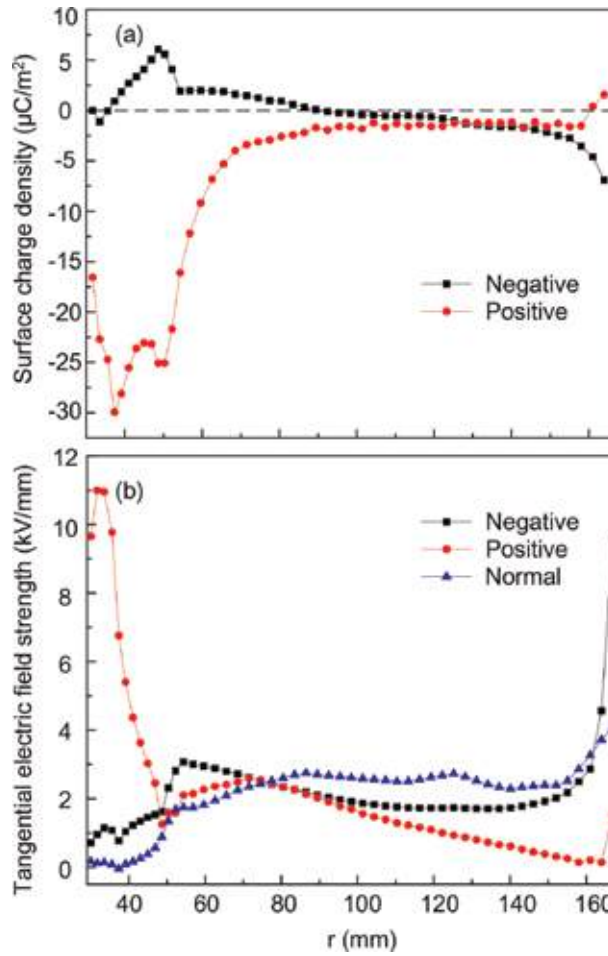 (a)
Surface charge density (μC/m²)
10
5
0
-5
-10
-15
-20
-25
-30
Negative
Positive
(b)
Tangential electric field strength (kV/mm)
12
10
8
6
4
2
0
Negative
Positive
Normal
40 60 80 100 120 140 160
r (mm)